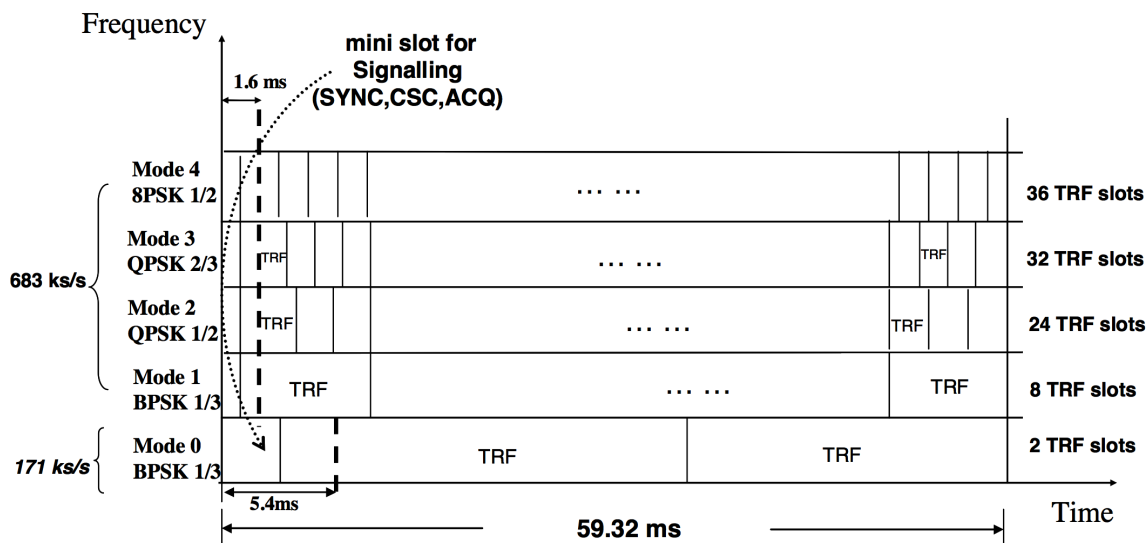 Frequency
mini slot for
Signalling
(SYNC,CSC,ACQ)
1.6 ms
Mode 4
8PSK 1/2
... ...
36 TRF slots
Mode 3
QPSK 2/3
TRF
... ...
TRF
32 TRF slots
683 ks/s
Mode 2
QPSK 1/2
TRF
... ...
TRF
24 TRF slots
Mode 1
BPSK 1/3
TRF
... ...
TRF
8 TRF slots
Mode 0
BPSK 1/3
TRF
TRF
2 TRF slots
171 ks/s
5.4ms
Time
59.32 ms